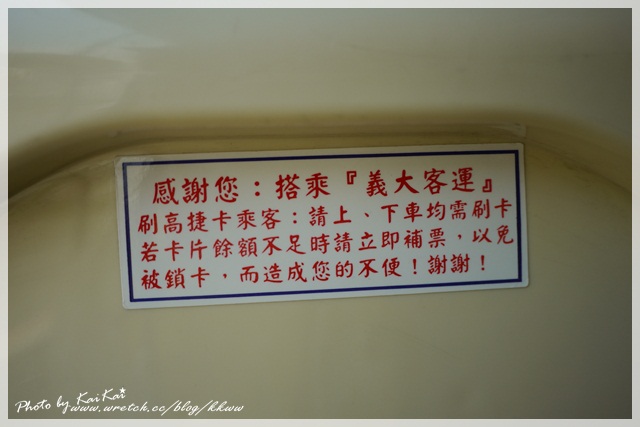 感謝您：搭乘『義大客運』
刷高捷卡乘客：請上、下車均需刷卡
若卡片餘額不足時請立即補票，以免
被鎖卡，而造成您的不便！謝謝！
Photo by KaiKai
www.wretch.cc/blog/kkww